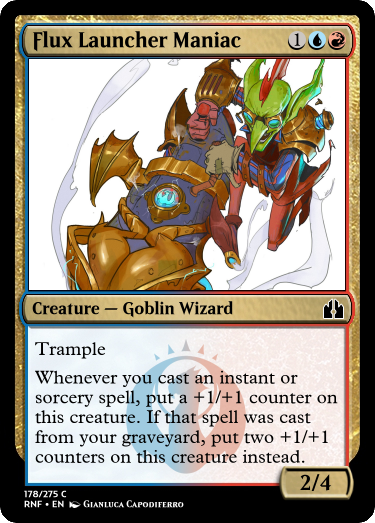 Flux Launcher Maniac 1
Creature — Goblin Wizard
Trample
Whenever you cast an instant or
sorcery spell, put a +1/+1 counter on
this creature. If that spell was cast
from your graveyard, put two +1/+1
counters on this creature instead.
2/4
178/275 C
RNF • EN Gianluca Capodiferro